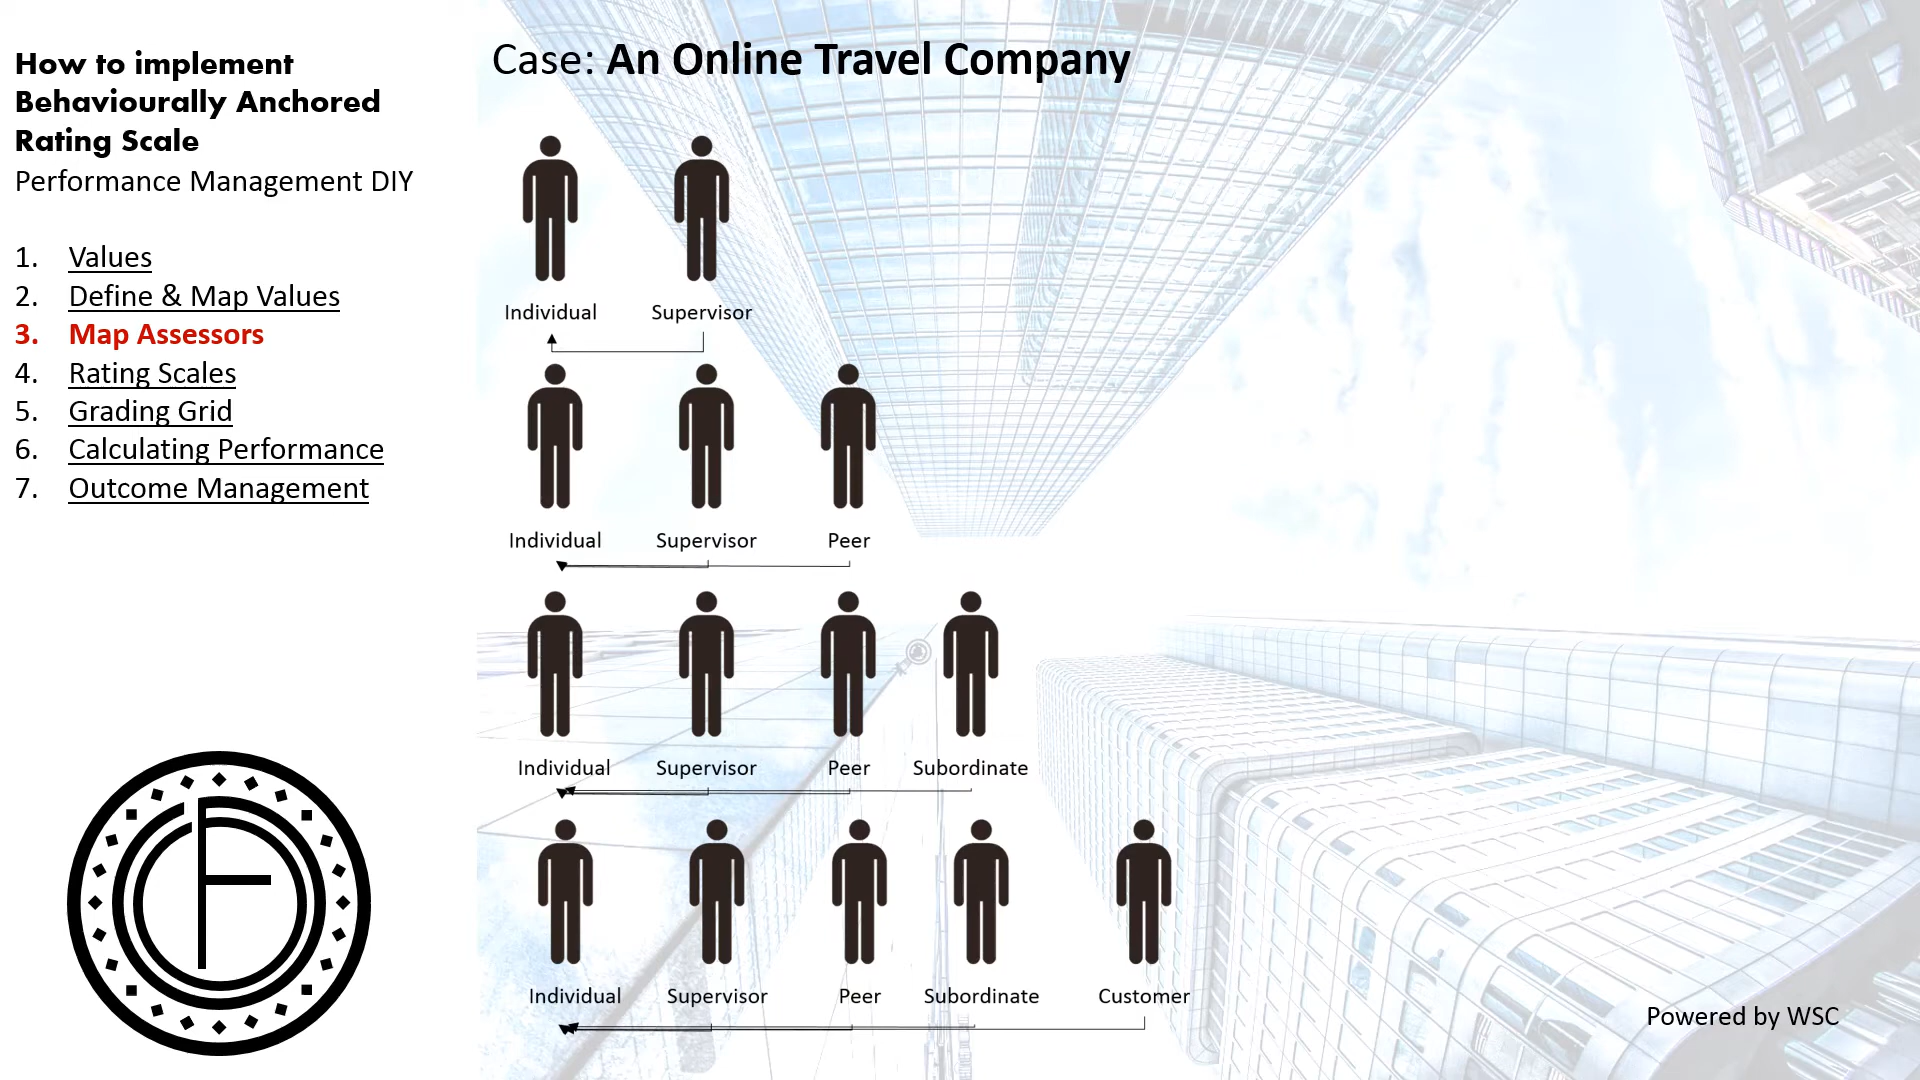 How to implement
Behaviourally Anchored
Rating Scale
Performance Management DIY
1. Values
2. Define & Map Values
3. Map Assessors
4. Rating Scales
5. Grading Grid
6. Calculating Performance
7. Outcome Management
Case: An Online Travel Company
Individual Supervisor
Individual Supervisor Peer
Individual Supervisor Peer Subordinate
Individual Supervisor Peer Subordinate Customer
Powered by WSC